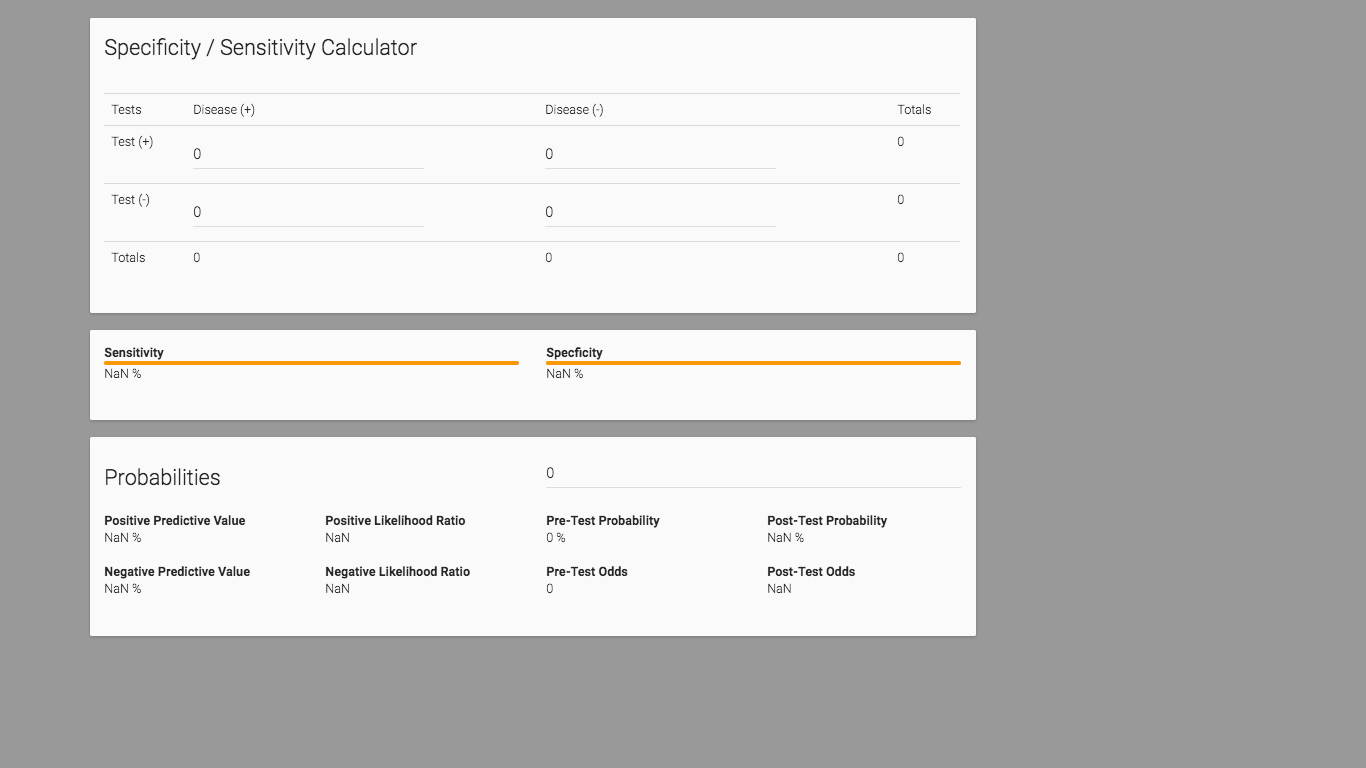 Specificity / Sensitivity Calculator
Tests Disease (+) Disease (-) Totals
Test (+) 0 0 0
Test (-) 0 0 0
Totals 0 0 0
Sensitivity Specficity
NaN % NaN %
Probabilities 0
Positive Predictive Value Positive Likelihood Ratio Pre-Test Probability Post-Test Probability
NaN % NaN 0 % NaN %
Negative Predictive Value Negative Likelihood Ratio Pre-Test Odds Post-Test Odds
NaN % NaN 0 NaN